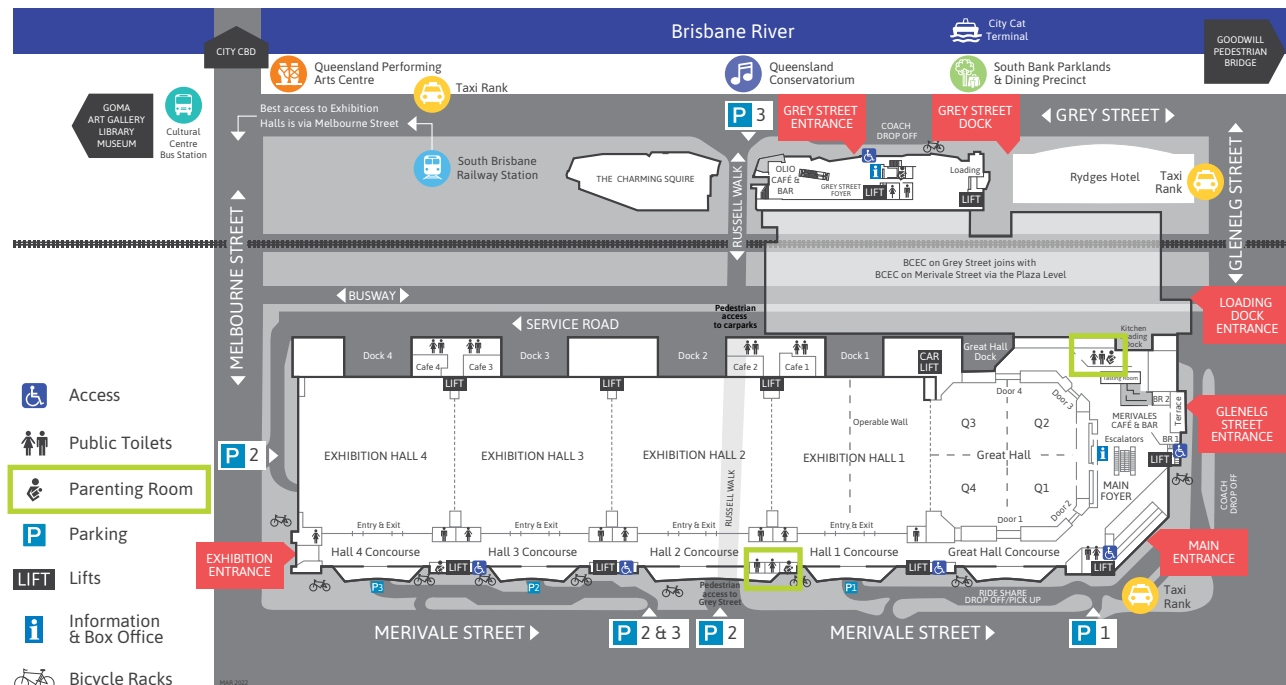 Brisbane River
City Cat
Terminal
CITY CBD
GOODWILL
PEDESTRIAN
BRIDGE
Queensland Performing
Arts Centre
Taxi Rank
Queensland
Conservatorium
South Bank Parklands
& Dining Precinct
GOMA
ART GALLERY
LIBRARY
MUSEUM
Cultural
Centre
Bus Station
Best access to Exhibition
Halls is via Melbourne Street
South Brisbane
Railway Station
P 3
GREY STREET
ENTRANCE
COACH
DROP OFF
GREY STREET
DOCK
GREY STREET
THE CHARMING SQUIRE
RUSSELL WALK
OLIO
CAFÉ &
BAR
GREY STREET
FOYER
i
LIFT
Loading
LIFT
Rydges Hotel
Taxi
Rank
GLENELG STREET
MELBOURNE STREET
BCEC on Grey Street joins with
BCEC on Merivale Street via the Plaza Level
BUSWAY
SERVICE ROAD
Pedestrian
access
to carparks
LOADING
DOCK
ENTRANCE
Dock 4
Cafe 4
Cafe 3
Dock 3
Dock 2
Cafe 2
Cafe 1
Dock 1
CAR
LIFT
Great Hall
Dock
Kitchen
Loading
Dock
Tasting Room
LIFT
LIFT
LIFT
Door 4
Door 3
BR 2
Terrace
GLENELG
STREET
ENTRANCE
Operable Wall
Q3
Q2
MERIVALES
CAFÉ & BAR
BR 1
Escalators
i
LIFT
P 2
EXHIBITION HALL 4
EXHIBITION HALL 3
EXHIBITION HALL 2
EXHIBITION HALL 1
Great Hall
Q4
Q1
MAIN
FOYER
RUSSELL WALK
Door 2
Door 1
COACH
DROP OFF
Entry & Exit
Entry & Exit
Entry & Exit
Entry & Exit
EXHIBITION
ENTRANCE
Hall 4 Concourse
Hall 3 Concourse
Hall 2 Concourse
Hall 1 Concourse
Great Hall Concourse
MAIN
ENTRANCE
LIFT
LIFT
LIFT
LIFT
P3
P2
P1
Pedestrian
access to
Grey Street
RIDE SHARE
DROP OFF/PICK UP
Taxi
Rank
MERIVALE STREET
P 2 & 3
P 2
MERIVALE STREET
P 1
Access
Public Toilets
Parenting Room
P Parking
LIFT Lifts
i Information
& Box Office
Bicycle Racks
MAR 2022